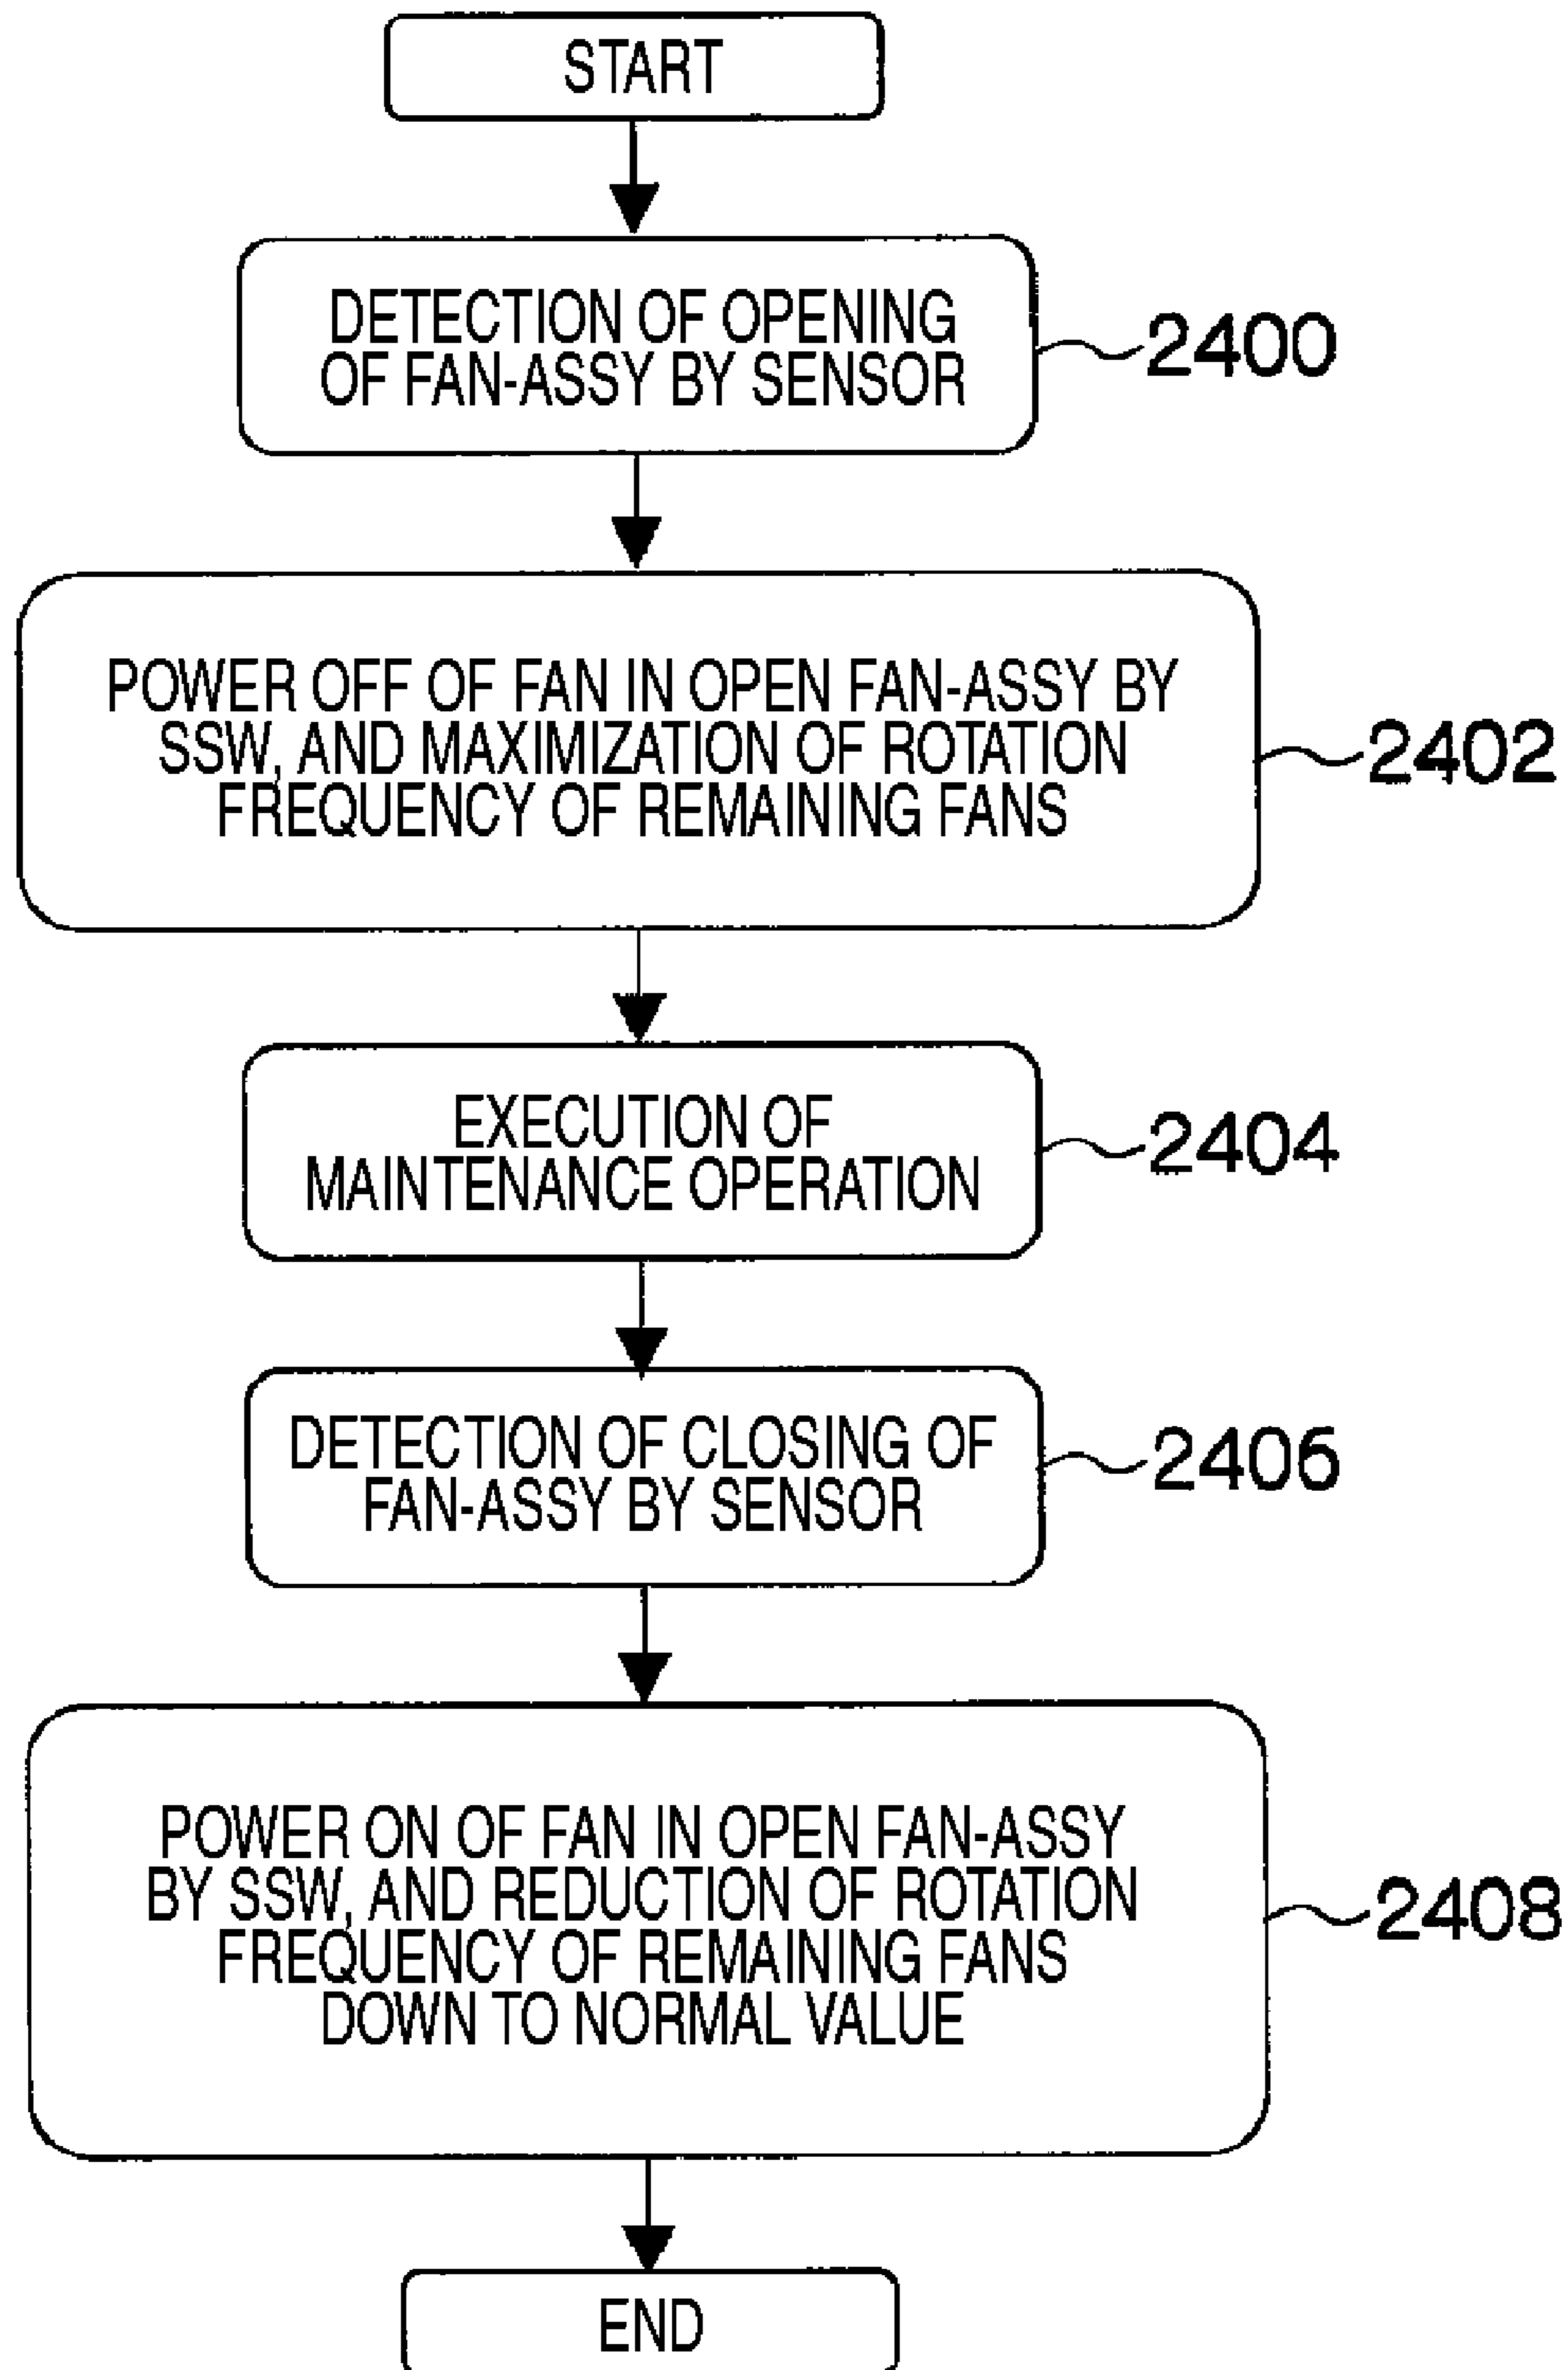 START
DETECTION OF OPENING
OF FAN-ASSY BY SENSOR
2400
POWER OFF OF FAN IN OPEN FAN-ASSY BY
SSW, AND MAXIMIZATION OF ROTATION
FREQUENCY OF REMAINING FANS
2402
EXECUTION OF
MAINTENANCE OPERATION
2404
DETECTION OF CLOSING OF
FAN-ASSY BY SENSOR
2406
POWER ON OF FAN IN OPEN FAN-ASSY
BY SSW, AND REDUCTION OF ROTATION
FREQUENCY OF REMAINING FANS
DOWN TO NORMAL VALUE
2408
END